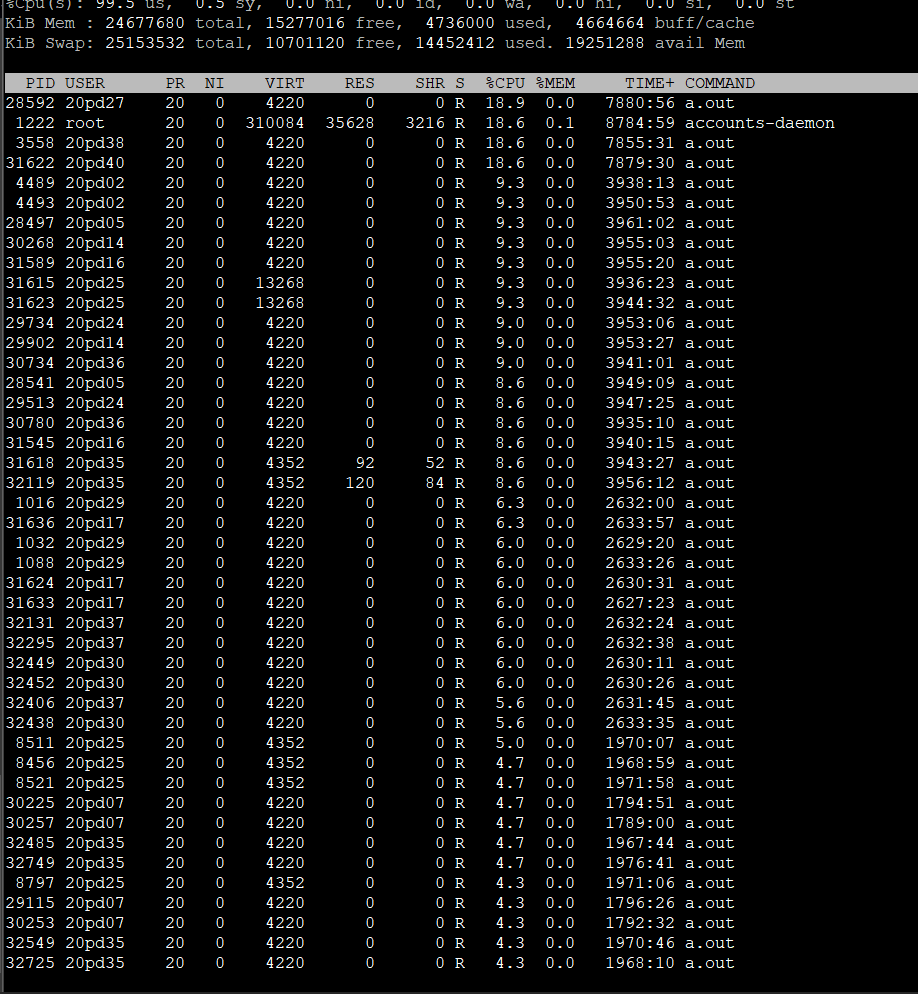 %Cpu(s): 99.5 us,  0.5 sy,  0.0 ni,  0.0 id,  0.0 wa,  0.0 hi,  0.0 si,  0.0 st
KiB Mem : 24677680 total, 15277016 free,  4736000 used,  4664664 buff/cache
KiB Swap: 25153532 total, 10701120 free, 14452412 used. 19251288 avail Mem
PID USER PR NI VIRT RES SHR S %CPU %MEM TIME+ COMMAND
28592 20pd27 20 0 4220 0 0 R 18.9 0.0 7880:56 a.out
1222 root 20 0 310084 35628 3216 R 18.6 0.1 8784:59 accounts-daemon
3558 20pd38 20 0 4220 0 0 R 18.6 0.0 7855:31 a.out
31622 20pd40 20 0 4220 0 0 R 18.6 0.0 7879:30 a.out
4489 20pd02 20 0 4220 0 0 R 9.3 0.0 3938:13 a.out
4493 20pd02 20 0 4220 0 0 R 9.3 0.0 3950:53 a.out
28497 20pd05 20 0 4220 0 0 R 9.3 0.0 3961:02 a.out
30268 20pd14 20 0 4220 0 0 R 9.3 0.0 3955:03 a.out
31589 20pd16 20 0 4220 0 0 R 9.3 0.0 3955:20 a.out
31615 20pd25 20 0 13268 0 0 R 9.3 0.0 3936:23 a.out
31623 20pd25 20 0 13268 0 0 R 9.3 0.0 3944:32 a.out
29734 20pd24 20 0 4220 0 0 R 9.0 0.0 3953:06 a.out
29902 20pd14 20 0 4220 0 0 R 9.0 0.0 3953:27 a.out
30734 20pd36 20 0 4220 0 0 R 9.0 0.0 3941:01 a.out
28541 20pd05 20 0 4220 0 0 R 8.6 0.0 3949:09 a.out
29513 20pd24 20 0 4220 0 0 R 8.6 0.0 3947:25 a.out
30780 20pd36 20 0 4220 0 0 R 8.6 0.0 3935:10 a.out
31545 20pd16 20 0 4220 0 0 R 8.6 0.0 3940:15 a.out
31618 20pd35 20 0 4352 92 52 R 8.6 0.0 3943:27 a.out
32119 20pd35 20 0 4352 120 84 R 8.6 0.0 3956:12 a.out
1016 20pd29 20 0 4220 0 0 R 6.3 0.0 2632:00 a.out
31636 20pd17 20 0 4220 0 0 R 6.3 0.0 2633:57 a.out
1032 20pd29 20 0 4220 0 0 R 6.0 0.0 2629:20 a.out
1088 20pd29 20 0 4220 0 0 R 6.0 0.0 2633:26 a.out
31624 20pd17 20 0 4220 0 0 R 6.0 0.0 2630:31 a.out
31633 20pd17 20 0 4220 0 0 R 6.0 0.0 2627:23 a.out
32131 20pd37 20 0 4220 0 0 R 6.0 0.0 2632:24 a.out
32295 20pd37 20 0 4220 0 0 R 6.0 0.0 2632:38 a.out
32449 20pd30 20 0 4220 0 0 R 6.0 0.0 2630:11 a.out
32452 20pd30 20 0 4220 0 0 R 6.0 0.0 2630:26 a.out
32406 20pd37 20 0 4220 0 0 R 5.6 0.0 2631:45 a.out
32438 20pd30 20 0 4220 0 0 R 5.6 0.0 2633:35 a.out
8511 20pd25 20 0 4352 0 0 R 5.0 0.0 1970:07 a.out
8456 20pd25 20 0 4352 0 0 R 4.7 0.0 1968:59 a.out
8521 20pd25 20 0 4352 0 0 R 4.7 0.0 1971:58 a.out
30225 20pd07 20 0 4220 0 0 R 4.7 0.0 1794:51 a.out
30257 20pd07 20 0 4220 0 0 R 4.7 0.0 1789:00 a.out
32485 20pd35 20 0 4220 0 0 R 4.7 0.0 1967:44 a.out
32749 20pd35 20 0 4220 0 0 R 4.7 0.0 1976:41 a.out
8797 20pd25 20 0 4352 0 0 R 4.3 0.0 1971:06 a.out
29115 20pd07 20 0 4220 0 0 R 4.3 0.0 1796:26 a.out
30253 20pd07 20 0 4220 0 0 R 4.3 0.0 1792:32 a.out
32549 20pd35 20 0 4220 0 0 R 4.3 0.0 1970:46 a.out
32725 20pd35 20 0 4220 0 0 R 4.3 0.0 1968:10 a.out